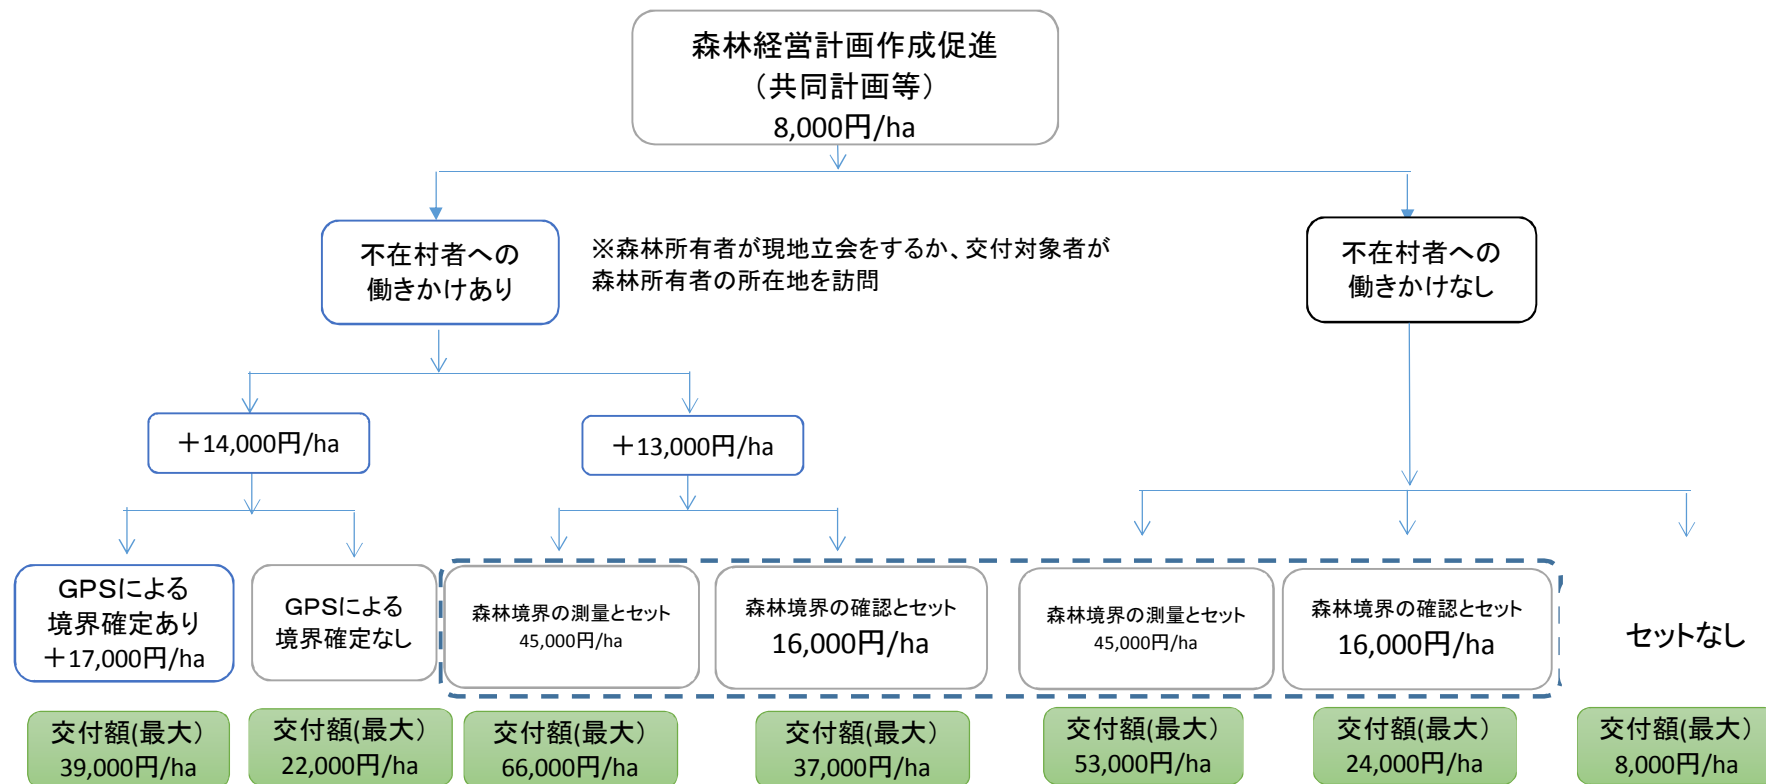 森林経営計画作成促進
（共同計画等）
8,000円/ha
不在村者への
働きかけあり
※森林所有者が現地立会をするか、交付対象者が
森林所有者の所在地を訪問
不在村者への
働きかけなし
＋14,000円/ha
＋13,000円/ha
GPSによる
境界確定あり
＋17,000円/ha
GPSによる
境界確定なし
森林境界の測量とセット
45,000円/ha
森林境界の確認とセット
16,000円/ha
森林境界の測量とセット
45,000円/ha
森林境界の確認とセット
16,000円/ha
セットなし
交付額(最大）
39,000円/ha
交付額(最大）
22,000円/ha
交付額(最大）
66,000円/ha
交付額(最大）
37,000円/ha
交付額(最大）
53,000円/ha
交付額(最大）
24,000円/ha
交付額(最大）
8,000円/ha